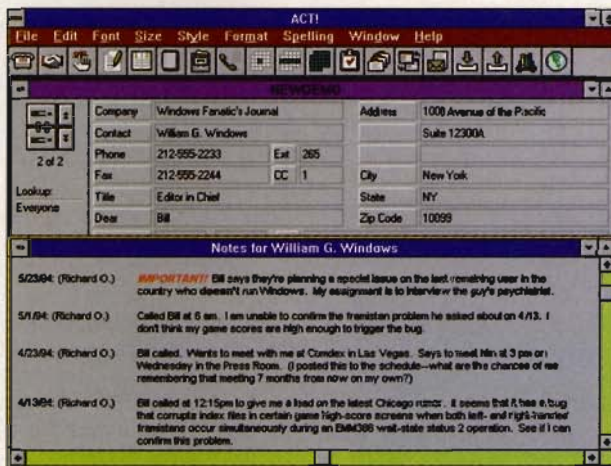 ACT!
File Edit Font Size Style Format Spelling Window Help
NEWDEMO
Company Windows Fanatic's Journal Address 1000 Avenue of the Pacific
Contact William G. Windows Suite 12300A
Phone 212-555-2233 Ext 265
2 of 2
Fax 212-555-2244 CC 1 City New York
Lookup:
Title Editor in Chief State NY
Everyone
Dear Bill Zip Code 10099
Notes for William G. Windows
5/23/94: (Richard O.) IMPORTANT! Bill says they're planning a special issue on the last remaining user in the
country who doesn't run Windows. My assignment is to interview the guy's psychiatrist.
5/1/94: (Richard O.) Called Bill at 6 am. I am unable to confirm the framistan problem he asked about on 4/13. I
don't think my game scores are high enough to trigger the bug.
4/23/94: (Richard O.) Bill called. Wants to meet with me at Comdex in Las Vegas. Says to meet him at 3 pm on
Wednesday in the Press Room. (I posted this to the schedule--what are the chances of me
remembering that meeting 7 months from now on my own?)
4/13/94: (Richard O.) Bill called at 12:15pm to give me a lead on the latest Chicago rumor. It seems that it has a bug
that corrupts index files in certain game high-score screens when both left- and right-handed
framistans occur simultaneously during an EMM386 wait-state status 2 operation. See if I can
confirm this problem.